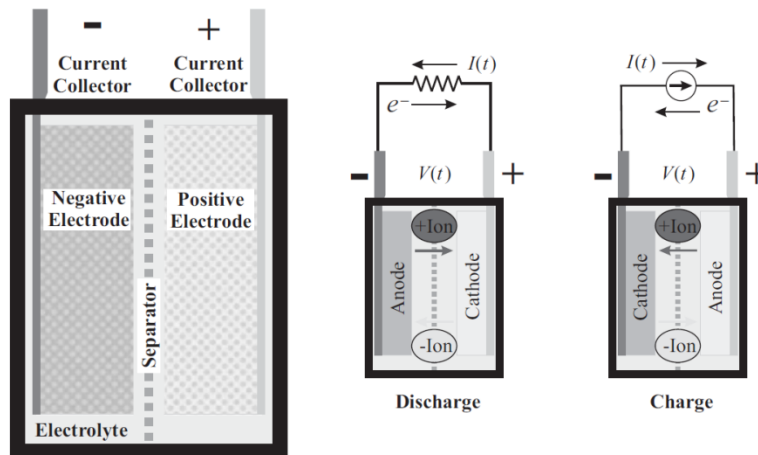 - +
Current Current
Collector Collector
Negative
Electrode
Positive
Electrode
Separator
Electrolyte
I(t)
e⁻
- V(t) +
+Ion
Anode
Cathode
-Ion
Discharge
I(t)
e⁻
- V(t) +
+Ion
Cathode
Anode
-Ion
Charge